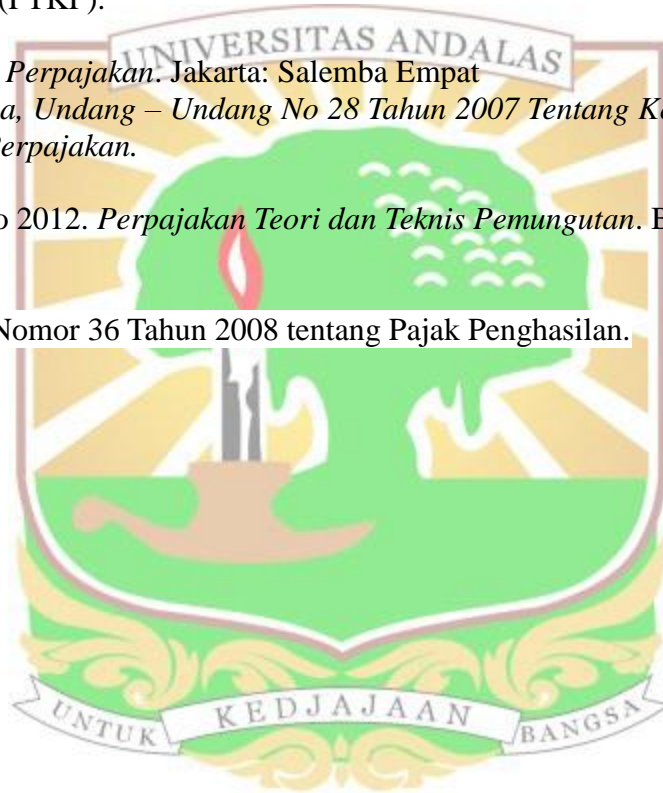 (PTKP).
UNIVERSITAS ANDALAS
Perpajakan. Jakarta: Salemba Empat
a, Undang – Undang No 28 Tahun 2007 Tentang Ke
Perpajakan.
o 2012. Perpajakan Teori dan Teknis Pemungutan. B
Nomor 36 Tahun 2008 tentang Pajak Penghasilan.
UNTUK KEDJAJAAN BANGSA